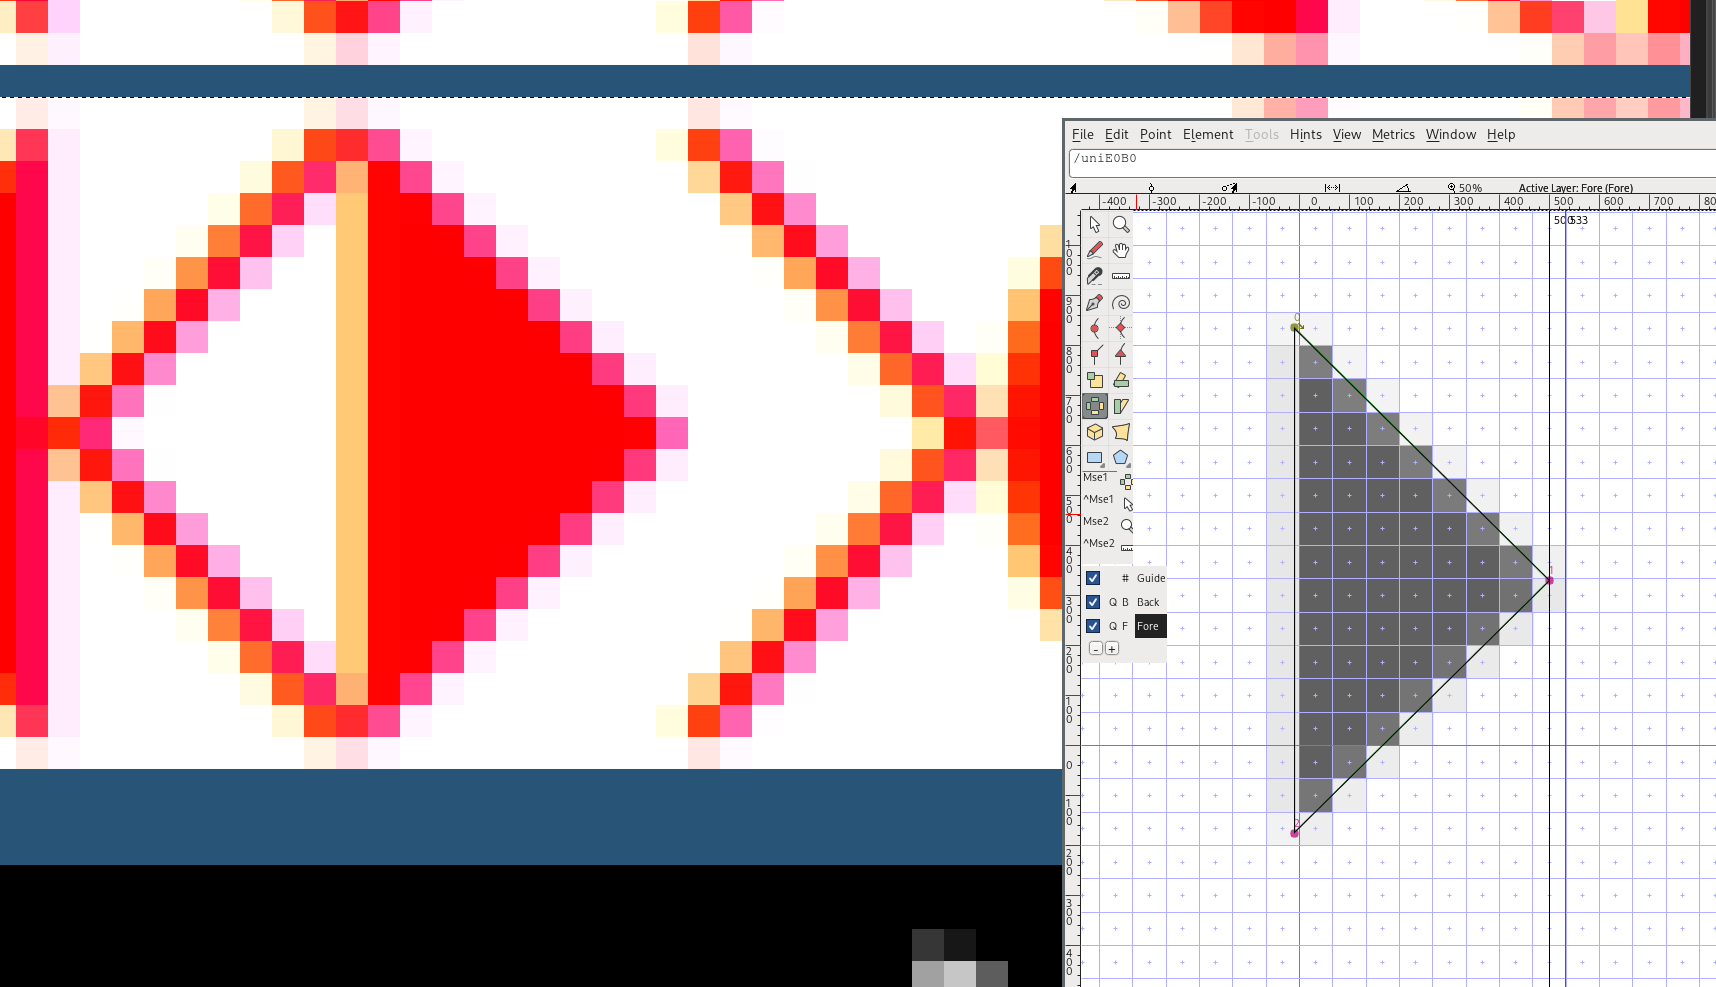 File Edit Point Element Tools Hints View Metrics Window Help
/uniE0B0
50% Active Layer: Fore (Fore)
-400 -300 -200 -100 0 100 200 300 400 500 600 700 80
500 533
1000
900
800
700
600
500
400
300
200
100
0
100
200
300
400
0
1
2
Mse1
^Mse1
Mse2
^Mse2
# Guide
Q B Back
Q F Fore
- +